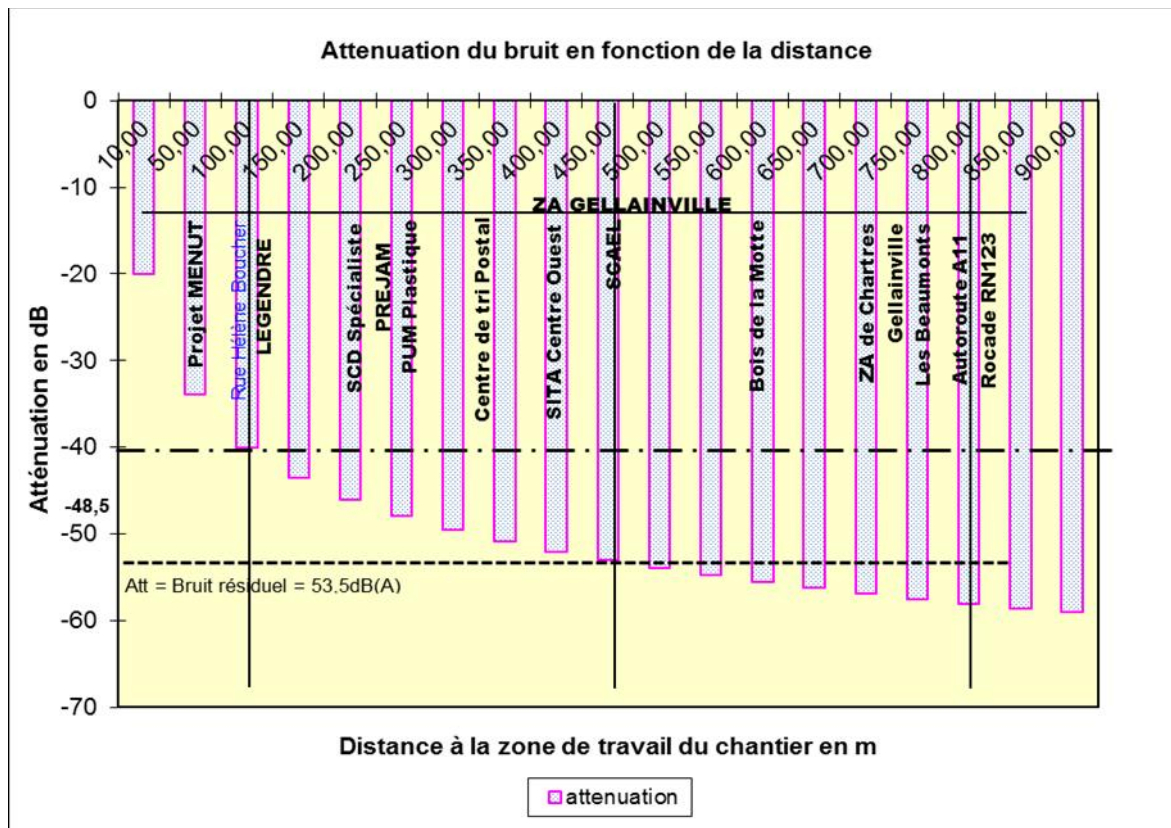 Attenuation du bruit en fonction de la distance
0
-10
-20
-30
-40
-48,5
-50
-60
-70
Atténuation en dB
10,00
50,00
100,00
150,00
200,00
250,00
300,00
350,00
400,00
450,00
500,00
550,00
600,00
650,00
700,00
750,00
800,00
850,00
900,00
ZA GELLAINVILLE
Projet MENUT
Rue Hélène Boucher
LEGENDRE
SCD Spécialiste
PREJAM
PUM Plastique
Centre de tri Postal
SITA Centre Ouest
SCAEL
Bois de la Motte
ZA de Chartres
Gellainville
Les Beaumonts
Autoroute A11
Rocade RN123
Att = Bruit résiduel = 53,5dB(A)
Distance à la zone de travail du chantier en m
attenuation